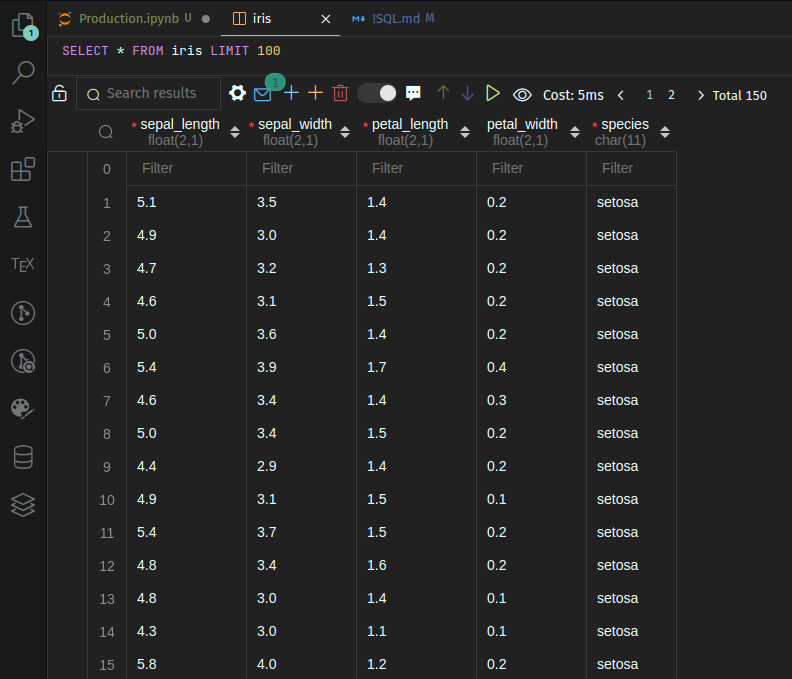 Production.ipynb U iris !SQL.md M
1
SELECT * FROM iris LIMIT 100
Search results 1 Cost: 5ms 1 2 Total 150
* sepal_length * sepal_width * petal_length petal_width * species
float(2,1) float(2,1) float(2,1) float(2,1) char(11)
0 Filter Filter Filter Filter Filter
1 5.1 3.5 1.4 0.2 setosa
2 4.9 3.0 1.4 0.2 setosa
3 4.7 3.2 1.3 0.2 setosa
4 4.6 3.1 1.5 0.2 setosa
5 5.0 3.6 1.4 0.2 setosa
TEX
6 5.4 3.9 1.7 0.4 setosa
7 4.6 3.4 1.4 0.3 setosa
8 5.0 3.4 1.5 0.2 setosa
9 4.4 2.9 1.4 0.2 setosa
10 4.9 3.1 1.5 0.1 setosa
11 5.4 3.7 1.5 0.2 setosa
12 4.8 3.4 1.6 0.2 setosa
13 4.8 3.0 1.4 0.1 setosa
14 4.3 3.0 1.1 0.1 setosa
15 5.8 4.0 1.2 0.2 setosa